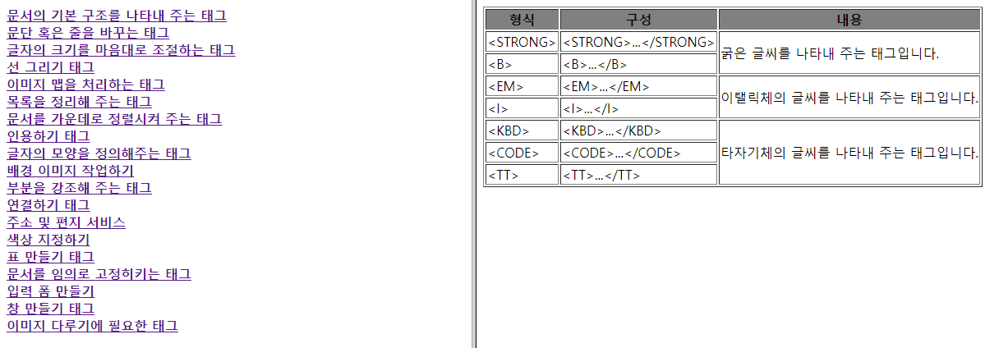 문서의 기본 구조를 나타내 주는 태그
문단 혹은 줄을 바꾸는 태그
글자의 크기를 마음대로 조절하는 태그
선 그리기 태그
이미지 맵을 처리하는 태그
목록을 정리해 주는 태그
문서를 가운데로 정렬시켜 주는 태그
인용하기 태그
글자의 모양을 정의해주는 태그
배경 이미지 작업하기
부분을 강조해 주는 태그
연결하기 태그
주소 및 편지 서비스
색상 지정하기
표 만들기 태그
문서를 임의로 고정히키는 태그
입력 폼 만들기
창 만들기 태그
이미지 다루기에 필요한 태그
형식 구성 내용
<STRONG> <STRONG>...</STRONG> 굵은 글씨를 나타내 주는 태그입니다.
<B> <B>...</B>
<EM> <EM>...</EM> 이탤릭체의 글씨를 나타내 주는 태그입니다.
<I> <I>...</I>
<KBD> <KBD>...</KBD>
<CODE> <CODE>...</CODE> 타자기체의 글씨를 나타내 주는 태그입니다.
<TT> <TT>...</TT>